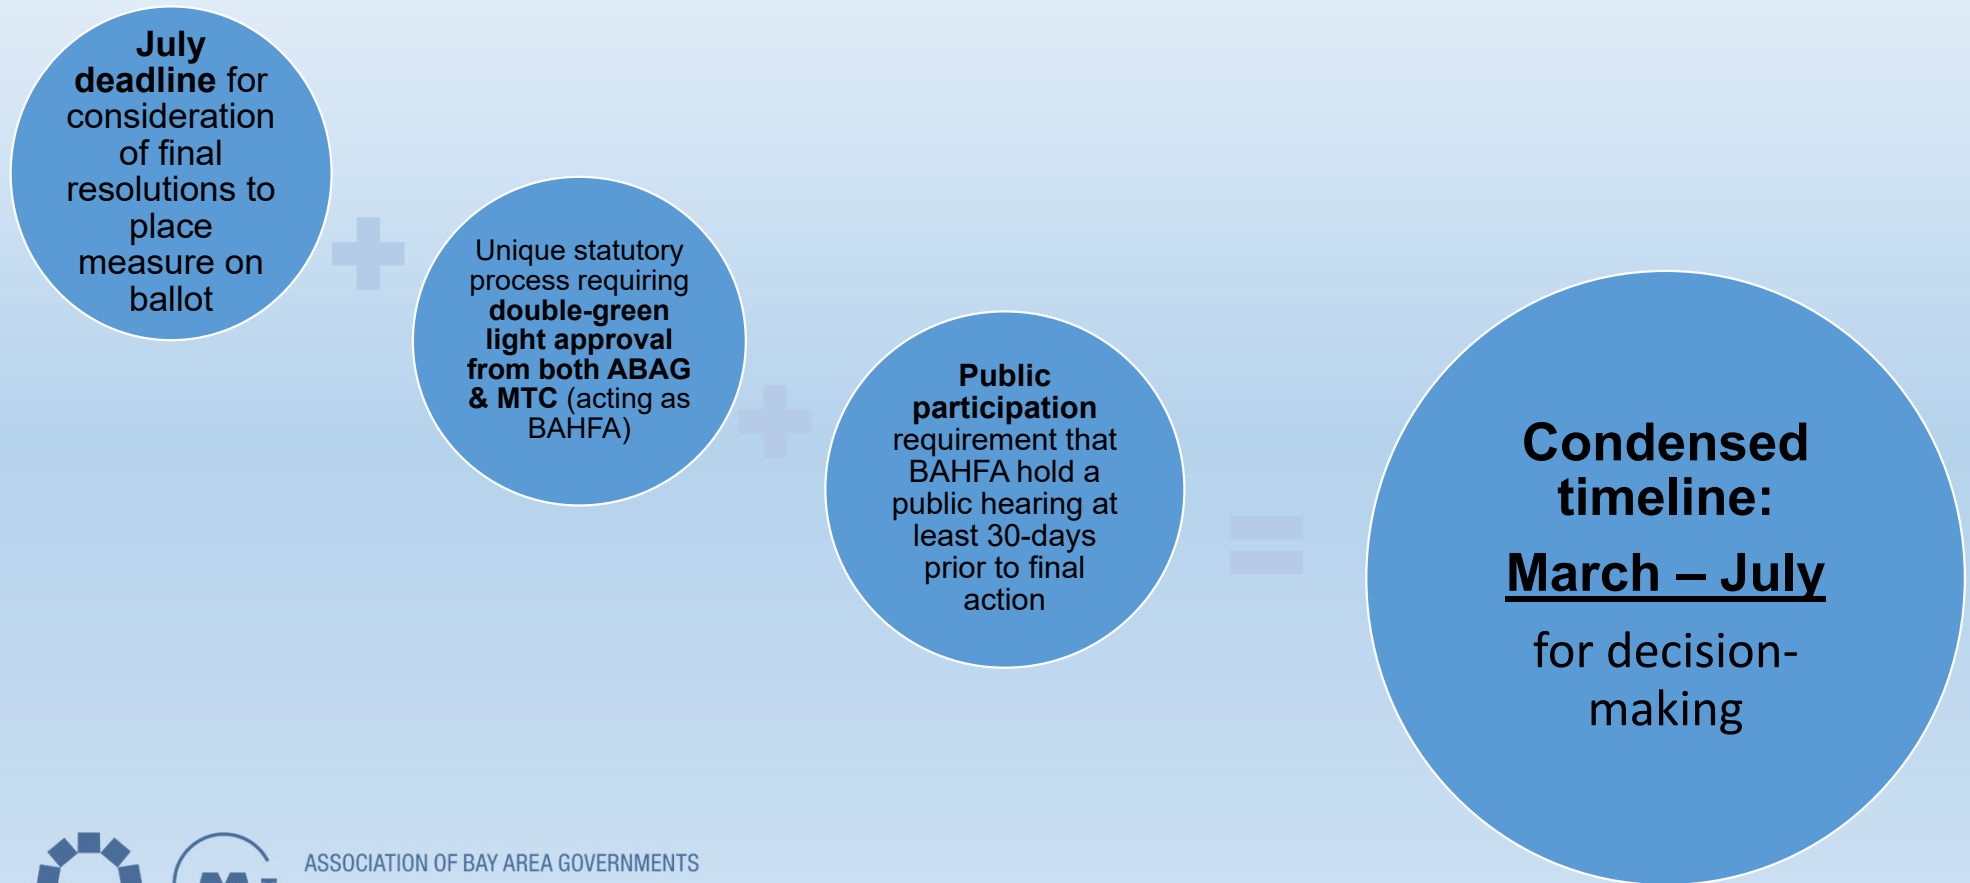 July
deadline for
consideration
of final
resolutions to
place
measure on
ballot
Unique statutory
process requiring
double-green
light approval
from both ABAG
& MTC (acting as
BAHFA)
Public
participation
requirement that
BAHFA hold a
public hearing at
least 30-days
prior to final
action
Condensed
timeline:
March – July
for decision-
making
ASSOCIATION OF BAY AREA GOVERNMENTS